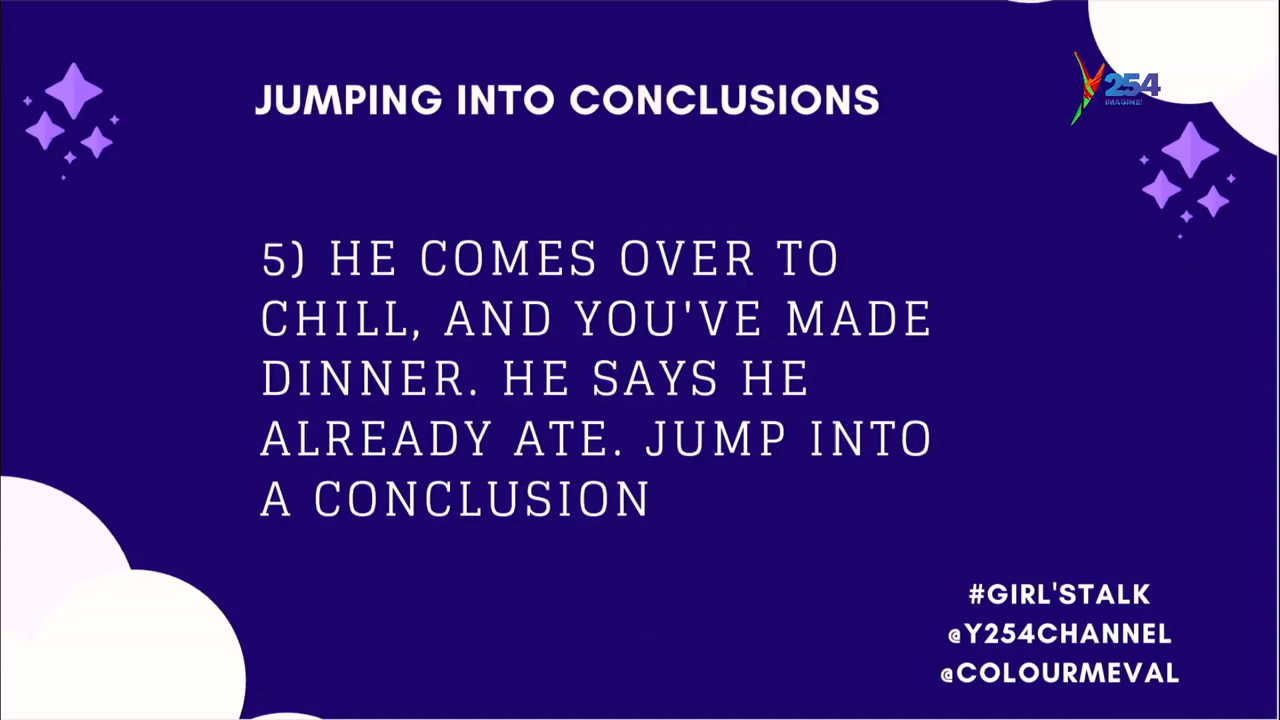 JUMPING INTO CONCLUSIONS
254
IMAGINE!
5) HE COMES OVER TO
CHILL, AND YOU'VE MADE
DINNER. HE SAYS HE
ALREADY ATE. JUMP INTO
A CONCLUSION
#GIRL'STALK
@Y254CHANNEL
@COLOURMEVAL